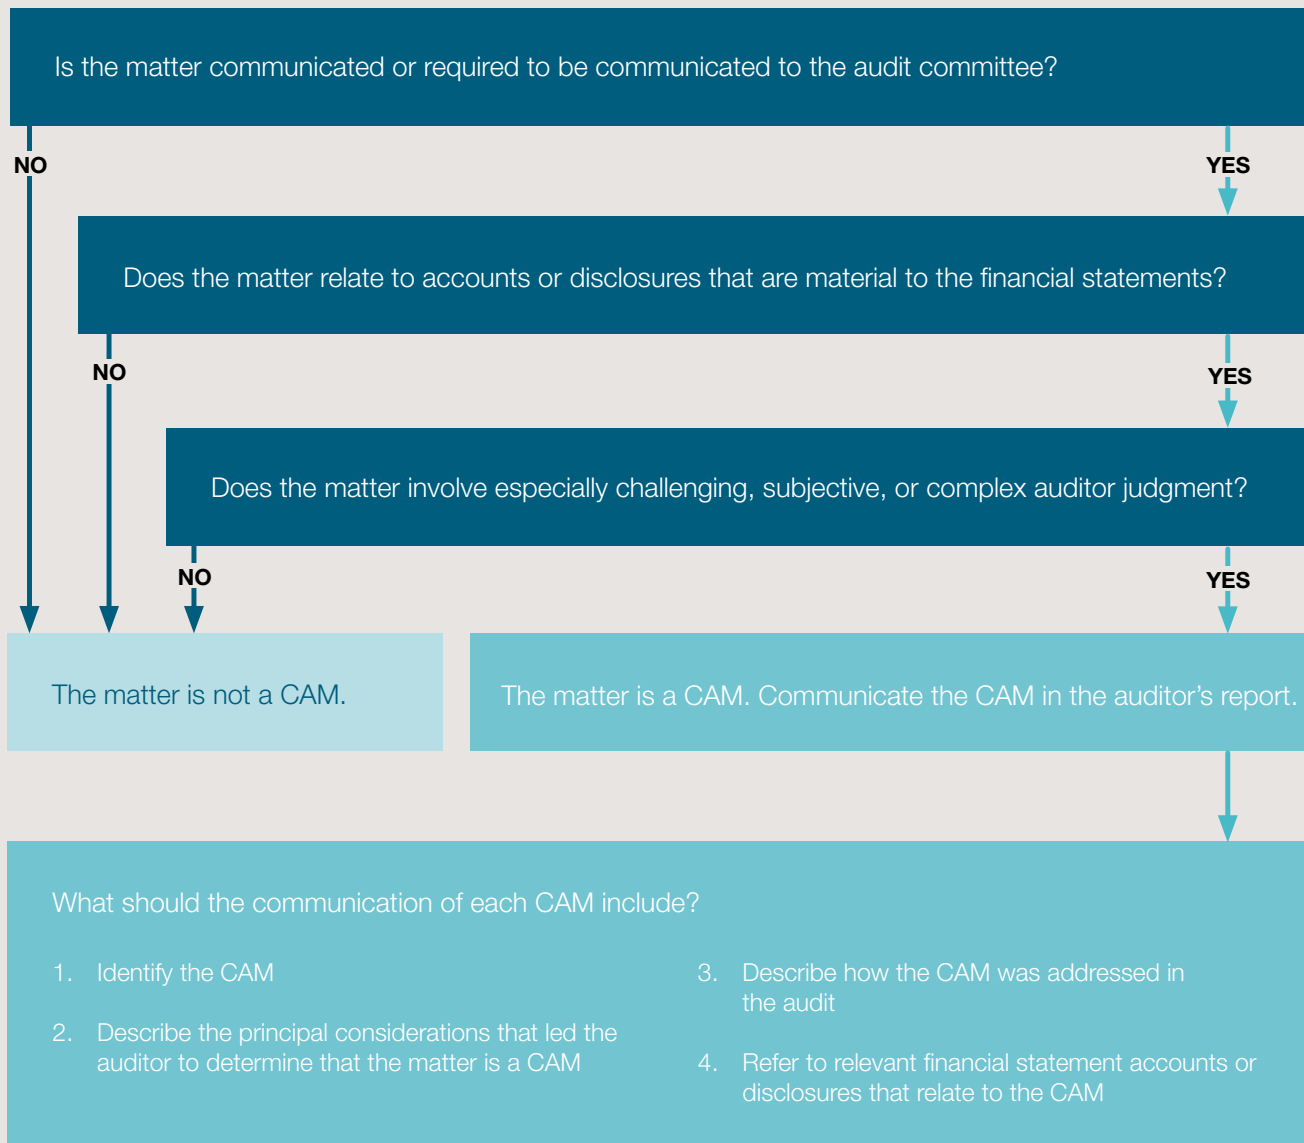 Is the matter communicated or required to be communicated to the audit committee?
NO
YES
Does the matter relate to accounts or disclosures that are material to the financial statements?
NO
YES
Does the matter involve especially challenging, subjective, or complex auditor judgment?
NO
YES
The matter is not a CAM.
The matter is a CAM. Communicate the CAM in the auditor’s report.
What should the communication of each CAM include?
1. Identify the CAM
2. Describe the principal considerations that led the
auditor to determine that the matter is a CAM
3. Describe how the CAM was addressed in
the audit
4. Refer to relevant financial statement accounts or
disclosures that relate to the CAM